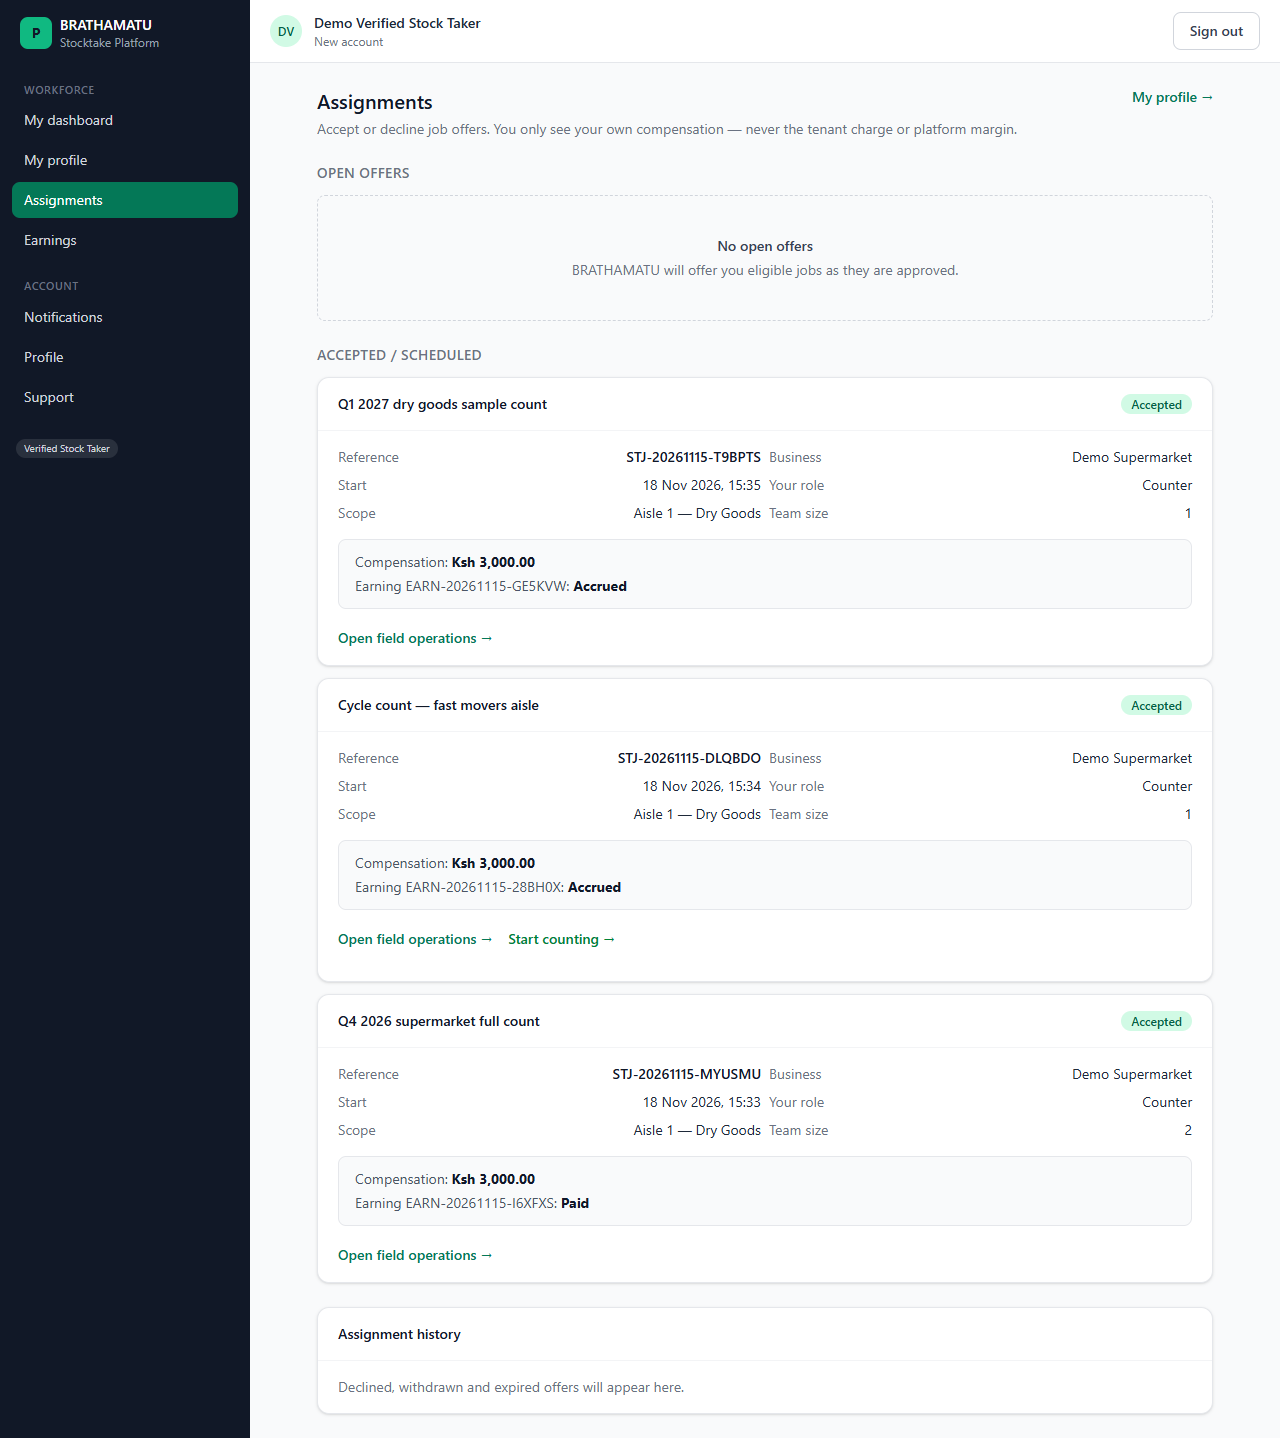 P
BRATHAMATU
Stocktake Platform
WORKFORCE
My dashboard
My profile
Assignments
Earnings
ACCOUNT
Notifications
Profile
Support
Verified Stock Taker
DV
Demo Verified Stock Taker
New account
Sign out
Assignments
My profile →
Accept or decline job offers. You only see your own compensation — never the tenant charge or platform margin.
OPEN OFFERS
No open offers
BRATHAMATU will offer you eligible jobs as they are approved.
ACCEPTED / SCHEDULED
Q1 2027 dry goods sample count Accepted
Reference STJ-20261115-T9BPTS Business Demo Supermarket
Start 18 Nov 2026, 15:35 Your role Counter
Scope Aisle 1 — Dry Goods Team size 1
Compensation: Ksh 3,000.00
Earning EARN-20261115-GE5KVW: Accrued
Open field operations →
Cycle count — fast movers aisle Accepted
Reference STJ-20261115-DLQBDO Business Demo Supermarket
Start 18 Nov 2026, 15:34 Your role Counter
Scope Aisle 1 — Dry Goods Team size 1
Compensation: Ksh 3,000.00
Earning EARN-20261115-28BH0X: Accrued
Open field operations → Start counting →
Q4 2026 supermarket full count Accepted
Reference STJ-20261115-MYUSMU Business Demo Supermarket
Start 18 Nov 2026, 15:33 Your role Counter
Scope Aisle 1 — Dry Goods Team size 2
Compensation: Ksh 3,000.00
Earning EARN-20261115-I6XFXS: Paid
Open field operations →
Assignment history
Declined, withdrawn and expired offers will appear here.